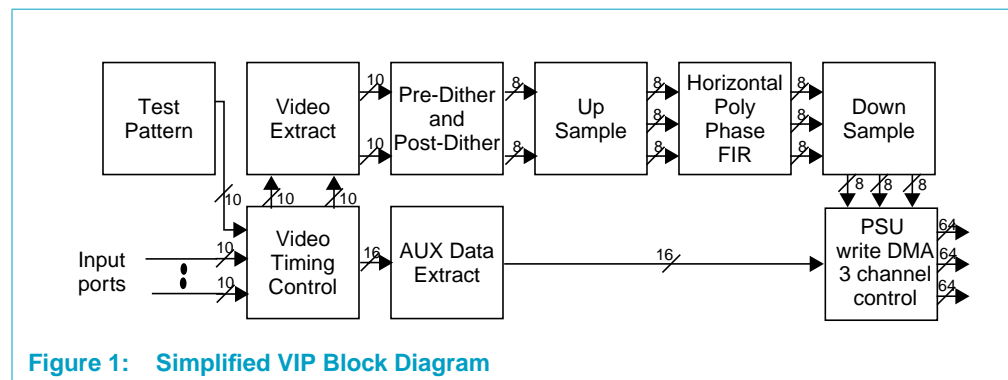 Test
Pattern
Video Extract
10
10
Pre-Dither
and
Post-Dither
8
8
Up
Sample
8
8
8
Horizontal
Poly
Phase
FIR
8
8
8
Down
Sample
8
8
8
10
10
10
Input
ports
10
10
Video
Timing
Control
16
AUX Data
Extract
16
PSU
write DMA
3 channel
control
64
64
64
Figure 1: Simplified VIP Block Diagram